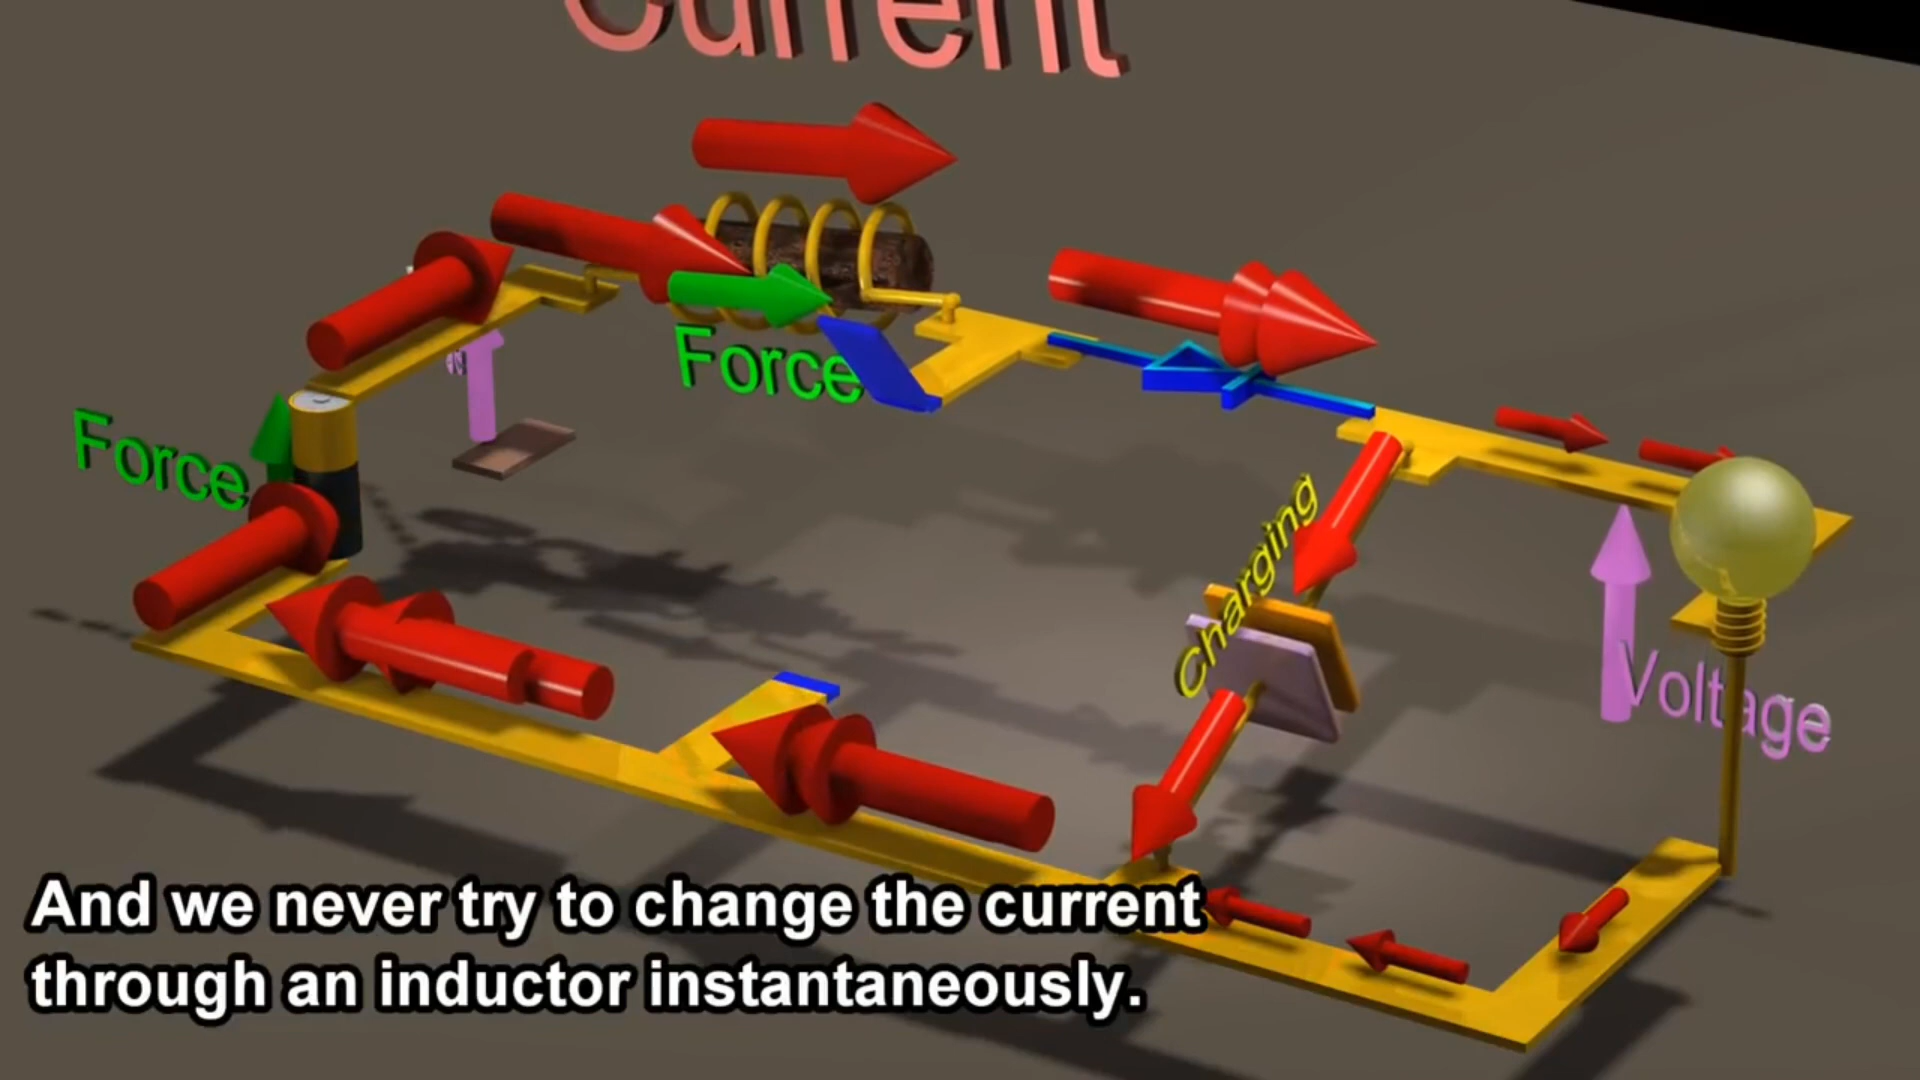 Current
Force
Force
Charging
Voltage
And we never try to change the current
through an inductor instantaneously.